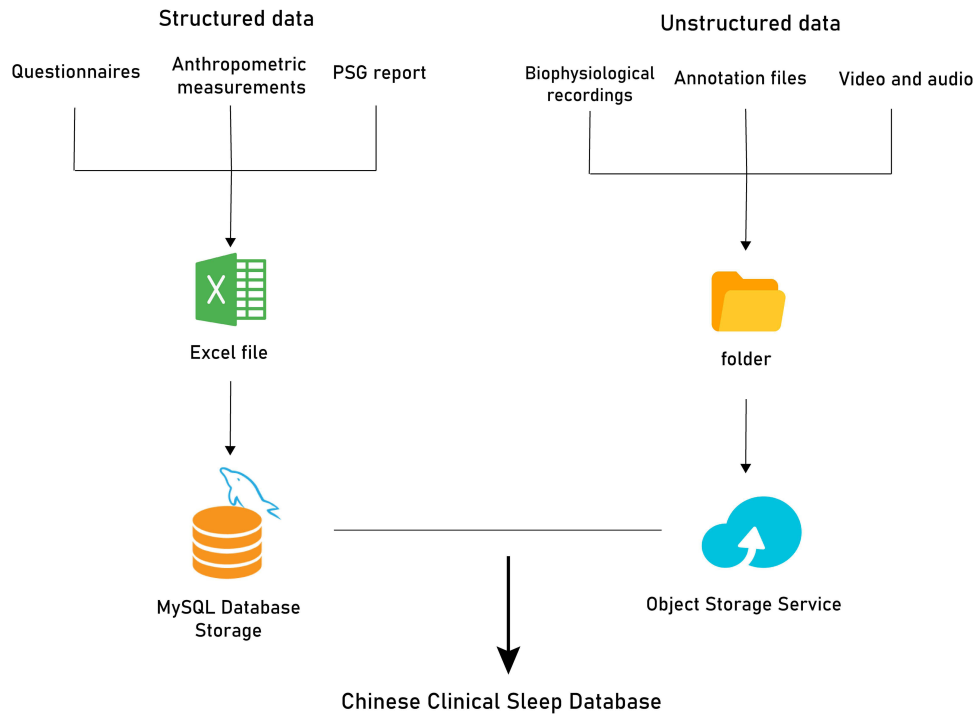 Structured data
Unstructured data
Questionnaires
Anthropometric
measurements
PSG report
Biophysiological
recordings
Annotation files
Video and audio
X
Excel file
folder
MySQL Database
Storage
Object Storage Service
Chinese Clinical Sleep Database